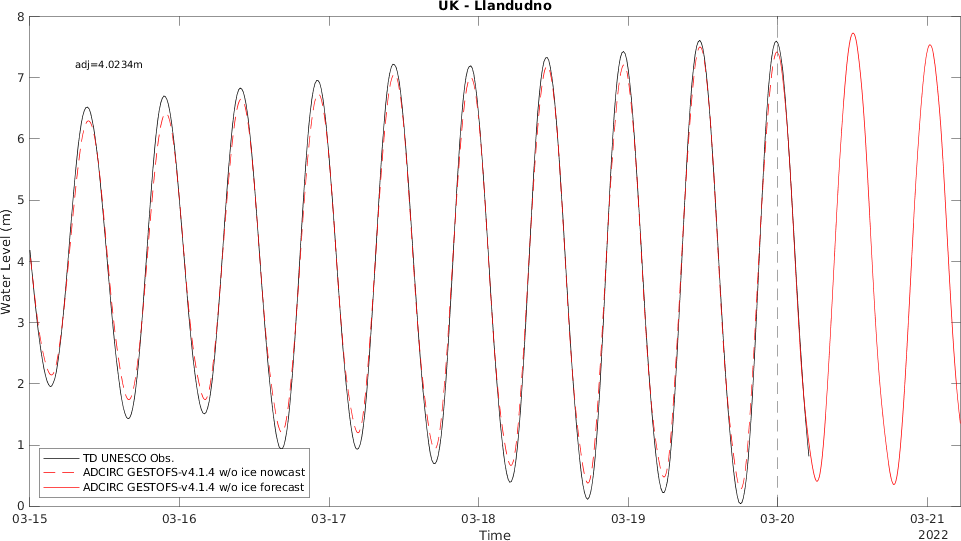 UK - Llandudno
adj=4.0234m
8
7
6
5
4
3
2
1
0
Water Level (m)
TD UNESCO Obs.
ADCIRC GESTOFS-v4.1.4 w/o ice nowcast
ADCIRC GESTOFS-v4.1.4 w/o ice forecast
03-15 03-16 03-17 03-18 03-19 03-20 03-21
Time
2022